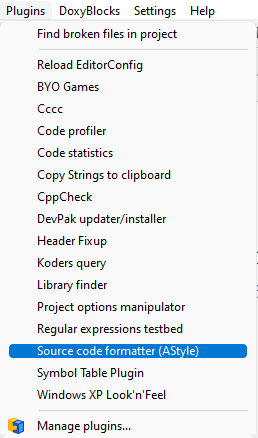 Plugins DoxyBlocks Settings Help
Find broken files in project
Reload EditorConfig
BYO Games
Cccc
Code profiler
Code statistics
Copy Strings to clipboard
CppCheck
DevPak updater/installer
Header Fixup
Koders query
Library finder
Project options manipulator
Regular expressions testbed
Source code formatter (AStyle)
Symbol Table Plugin
Windows XP Look'n'Feel
Manage plugins...